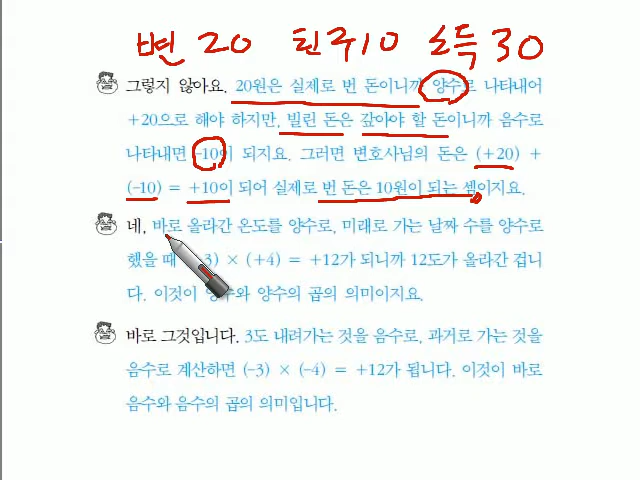 변 20 친구10 소득 30
그렇지 않아요. 20원은 실제로 번 돈이니까 양수로 나타내어
+20으로 해야 하지만, 빌린 돈은 갚아야 할 돈이니까 음수로
나타내면 -10이 되지요. 그러면 변호사님의 돈은 (+20) +
(-10) = +10이 되어 실제로 번 돈은 10원이 되는 셈이지요.
네, 바로 올라간 온도를 양수로, 미래로 가는 날짜 수를 양수로
했을 때 3) × (+4) = +12가 되니까 12도가 올라간 겁니
다. 이것이 양수와 양수의 곱의 의미이지요.
바로 그것입니다. 3도 내려가는 것을 음수로, 과거로 가는 것을
음수로 계산하면 (-3) × (-4) = +12가 됩니다. 이것이 바로
음수와 음수의 곱의 의미입니다.